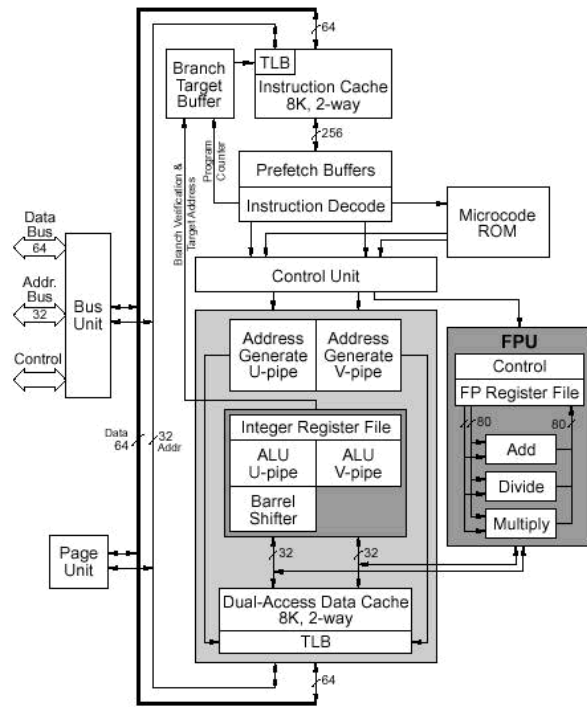 64
TLB
Branch
Target
Buffer
Instruction Cache
8K, 2-way
256
Branch Verification &
Target Address
Program
Counter
Prefetch Buffers
Instruction Decode
Microcode
ROM
Control Unit
Data
Bus
64
Addr.
Bus
32
Control
Bus
Unit
Address
Generate
U-pipe
Address
Generate
V-pipe
FPU
Control
FP Register File
80
80
Add
Divide
Multiply
Integer Register File
ALU
U-pipe
ALU
V-pipe
Barrel
Shifter
Data
64
32
Addr
32
32
Page
Unit
Dual-Access Data Cache
8K, 2-way
TLB
64